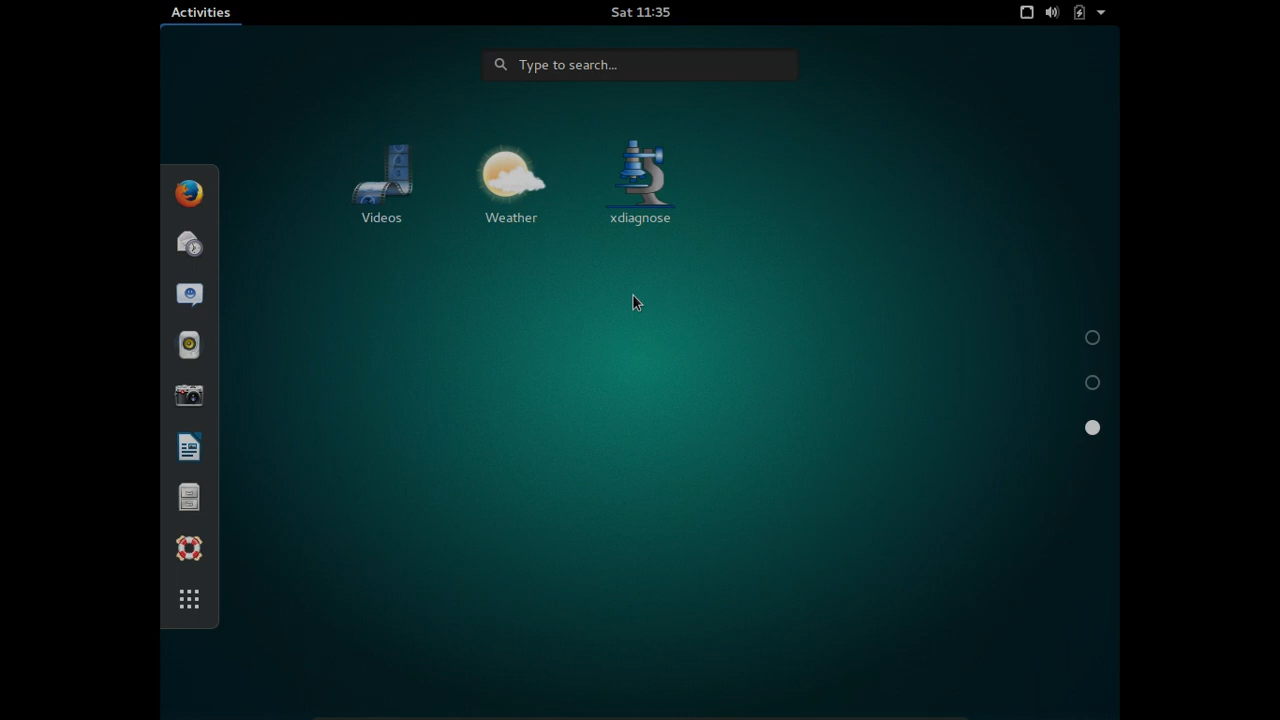 Activities
Sat 11:35
Type to search...
Videos
Weather
xdiagnose